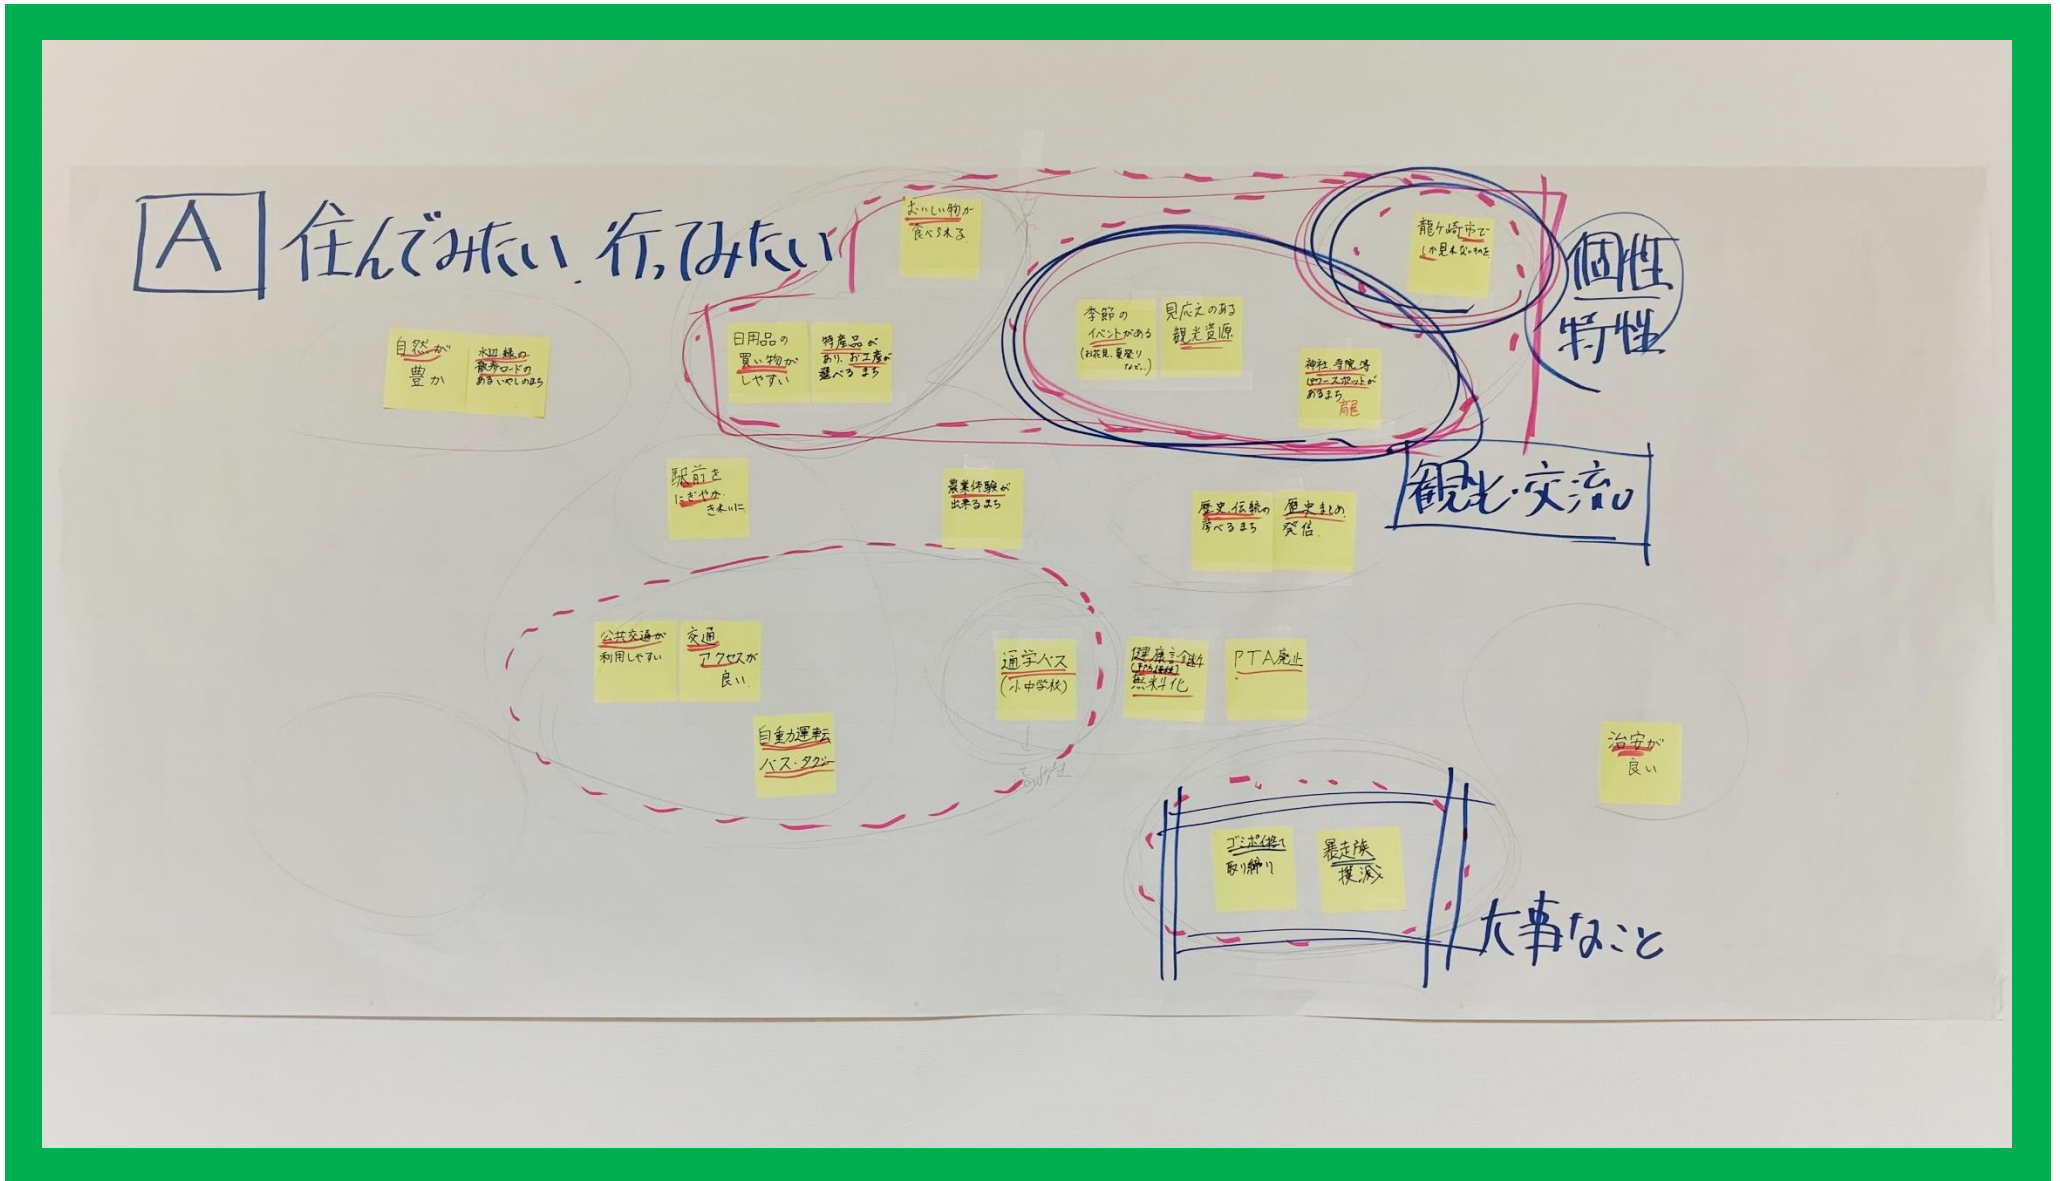 A 住んでみたい、行ってみたい
おいしい物が
食べられる
龍ケ崎市で
しか見れないものを
個性
特性
自然が
豊か
水辺、緑の
散歩ロードの
あるいやしのまち
日用品の
買い物が
しやすい
特産品が
あり、お土産が
選べるまち
季節の
イベントがある
(お花見、夏祭り
など…)
見応えのある
観光資源
神社、寺院、等
パワースポットが
あるまち
龍
観光・交流。
駅前を
にぎやか、
きれいに
農業体験が
出来るまち
歴史、伝統の
学べるまち
歴史まとめ
発信
公共交通が
利用しやすい
交通
アクセスが
良い
自動運転
バス・タクシー
通学バス
(小中学校)
健康診断
無料化
PTA廃止
治安が
良い
ゴミポイ捨て
取り締り
暴走族
撲滅
大事なこと